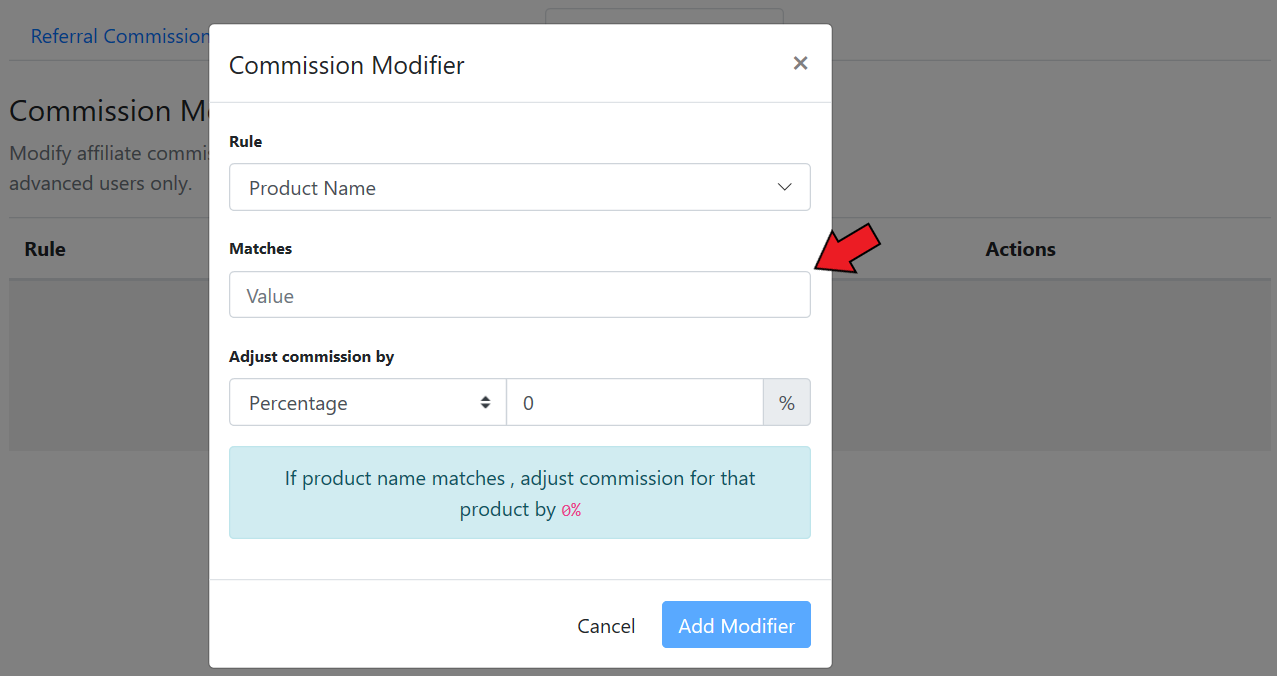 Referral Commission
Commission Modifier
×
Commission M
Modify affiliate commis
advanced users only.
Rule
Product Name
Matches
Value
Rule
Actions
Adjust commission by
Percentage
0
%
If product name matches , adjust commission for that
product by 0%
Cancel
Add Modifier